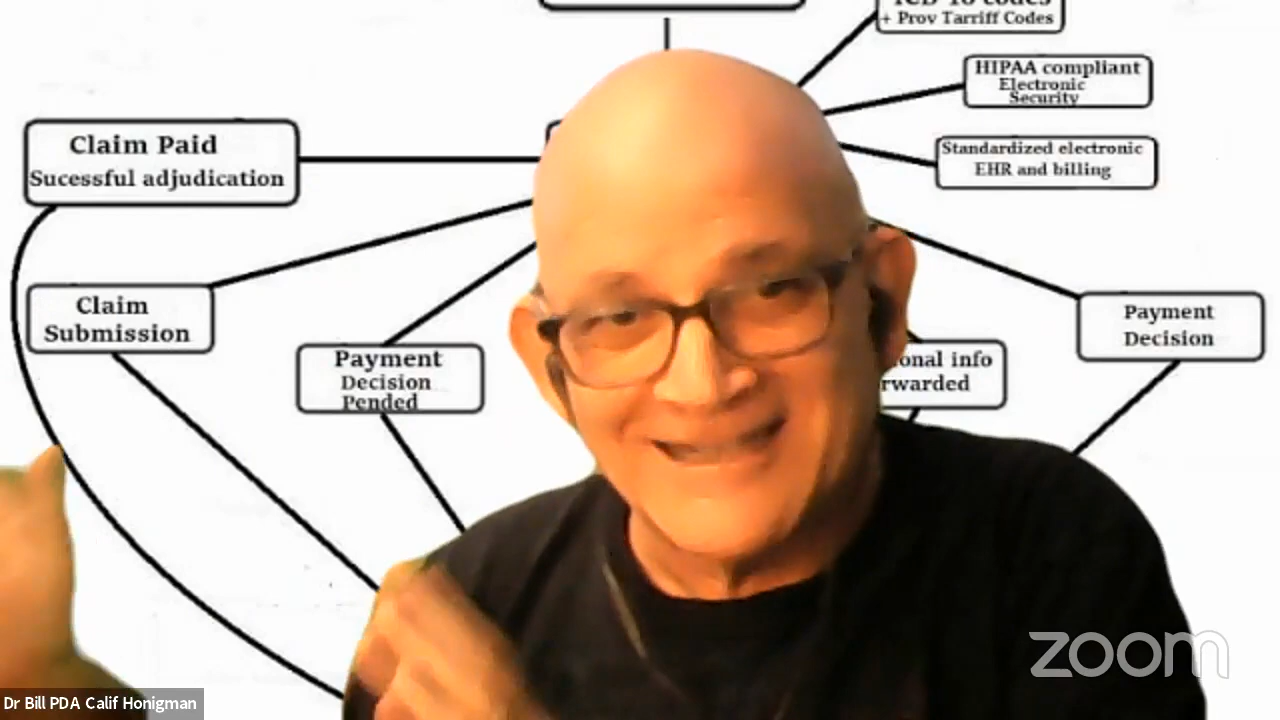 ICD-10 codes
+ Prov Tarriff Codes
HIPAA compliant
Electronic
Security
Standardized electronic
EHR and billing
Claim Paid
Sucessful adjudication
Claim
Submission
Payment
Decision
Pended
onal info
rwarded
Payment
Decision
zoom
Dr Bill PDA Calif Honigman